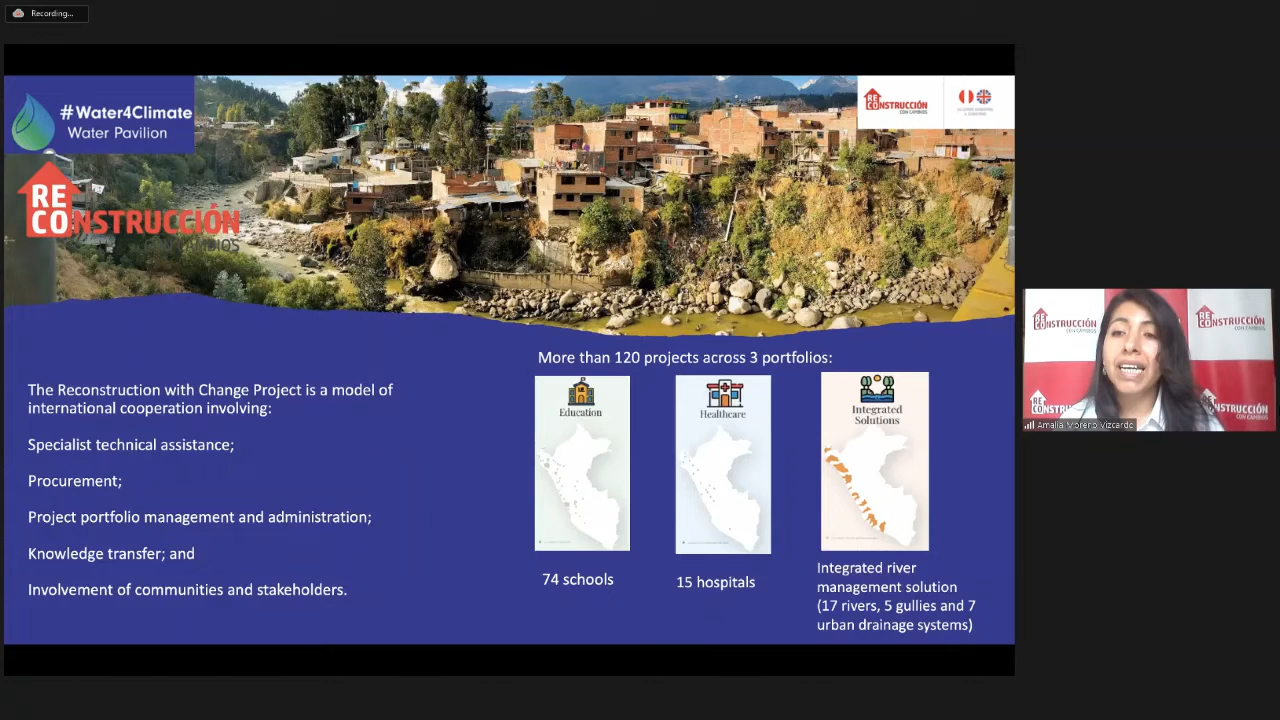 Recording...
#Water4Climate
Water Pavilion
RECONSTRUCCIÓN
CON CAMBIOS
RECONSTRUCCIÓN
CON CAMBIOS
The Reconstruction with Change Project is a model of
international cooperation involving:
Specialist technical assistance;
Procurement;
Project portfolio management and administration;
Knowledge transfer; and
Involvement of communities and stakeholders.
More than 120 projects across 3 portfolios:
Education
Healthcare
Integrated
Solutions
74 schools
15 hospitals
Integrated river
management solution
(17 rivers, 5 gullies and 7
urban drainage systems)
RECONSTRUCCIÓN
CON CAMBIOS
RECONSTRUCCIÓN
CON CAMBIOS
Amalia Moreno Vizcardo